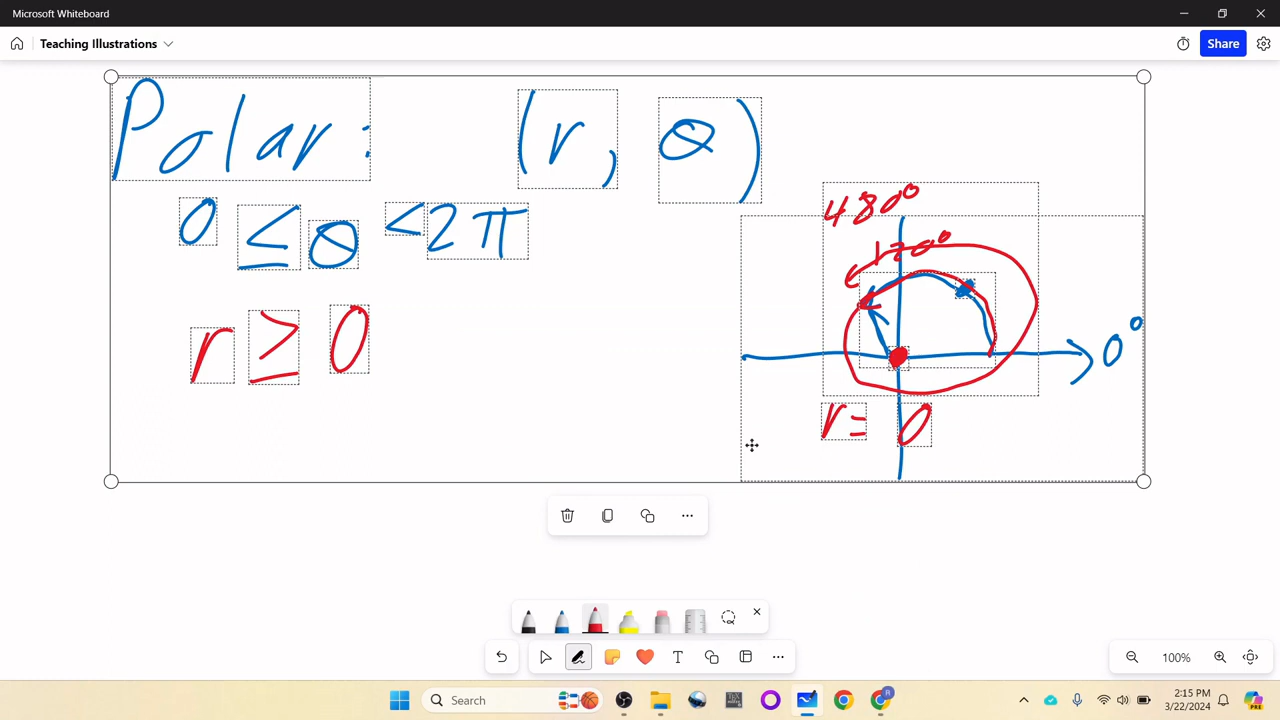 Microsoft Whiteboard
Teaching Illustrations
Share
Polar: (r, θ)
0 ≤ θ < 2π
480°
120°
r ≥ 0
0°
r = 0
100%
Search
2:15 PM
3/22/2024